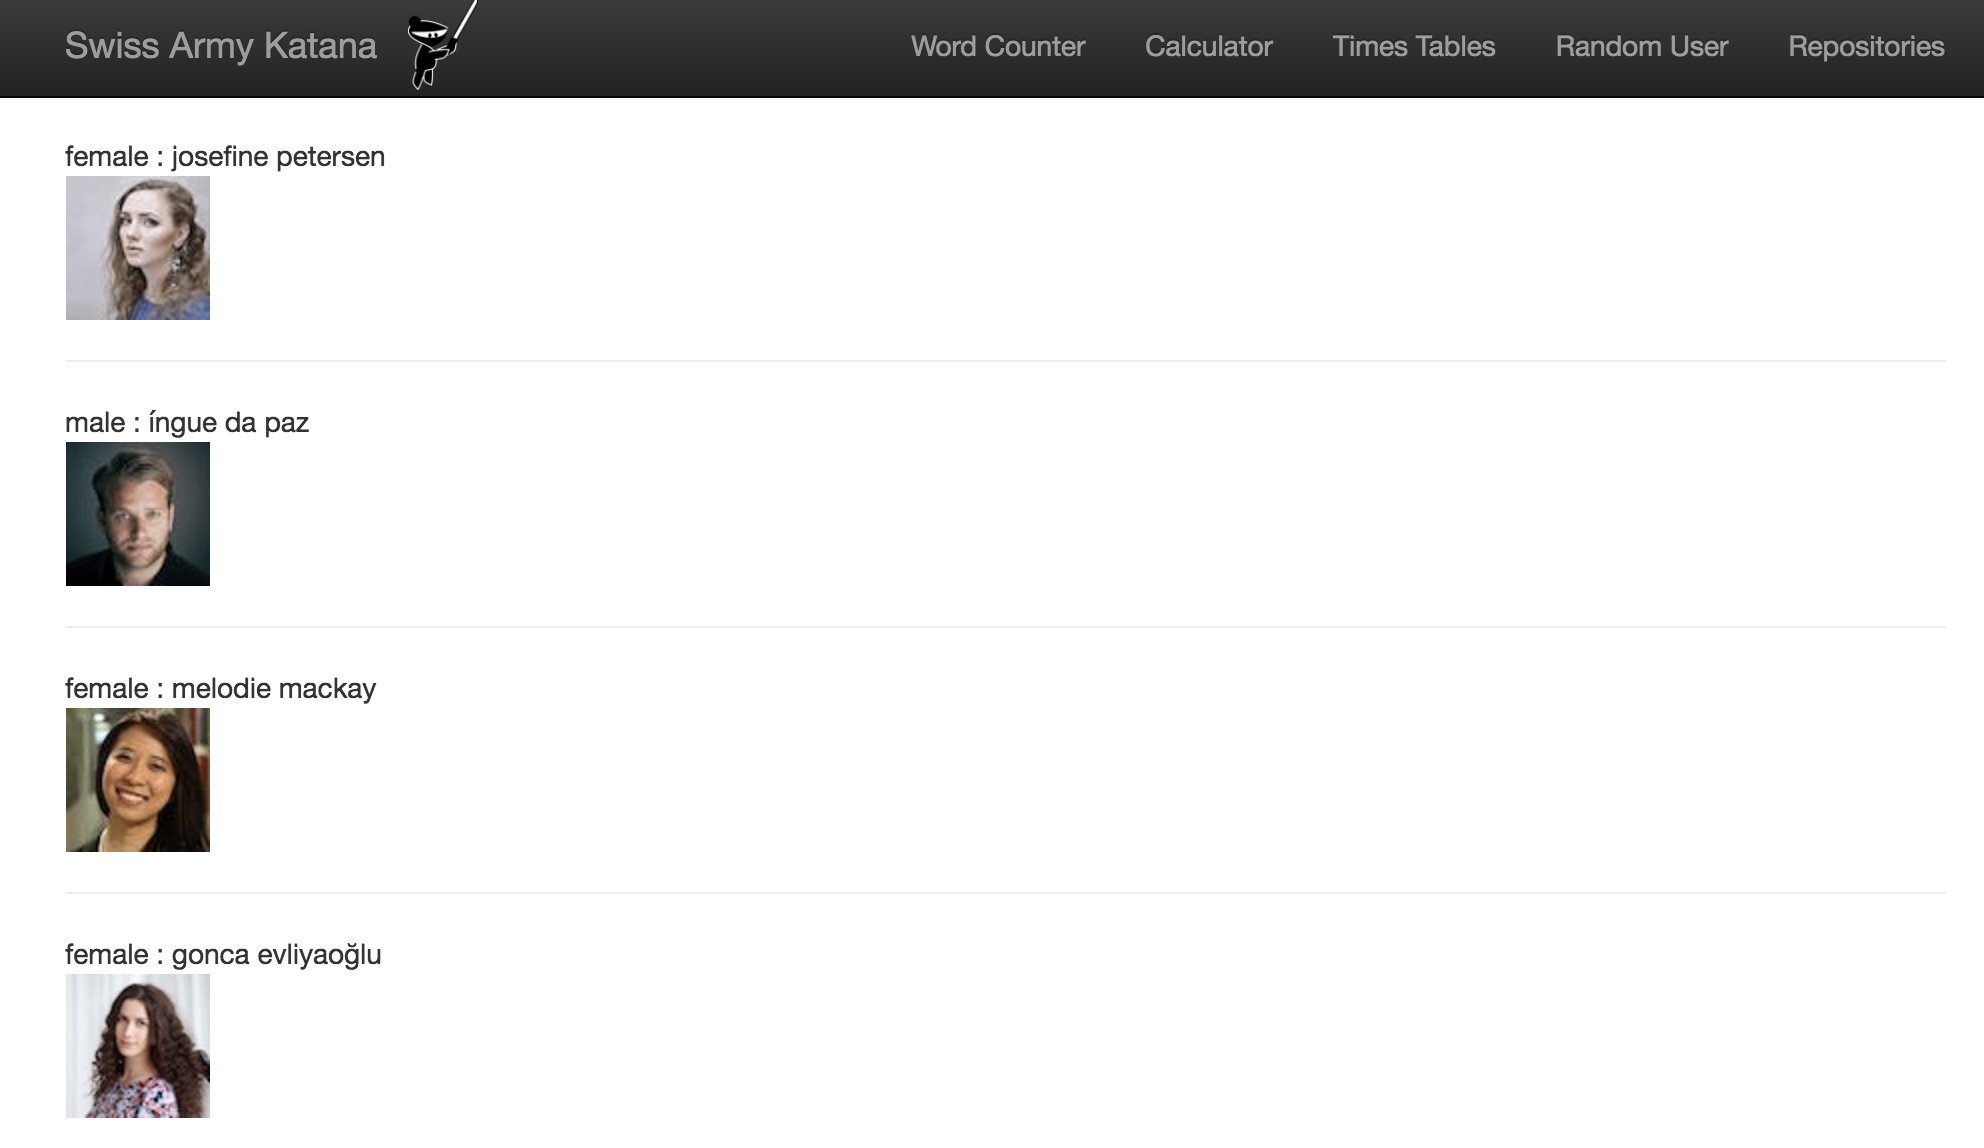 Swiss Army Katana
Word Counter
Calculator
Times Tables
Random User
Repositories
female : josefine petersen
male : íngue da paz
female : melodie mackay
female : gonca evliyaoğlu